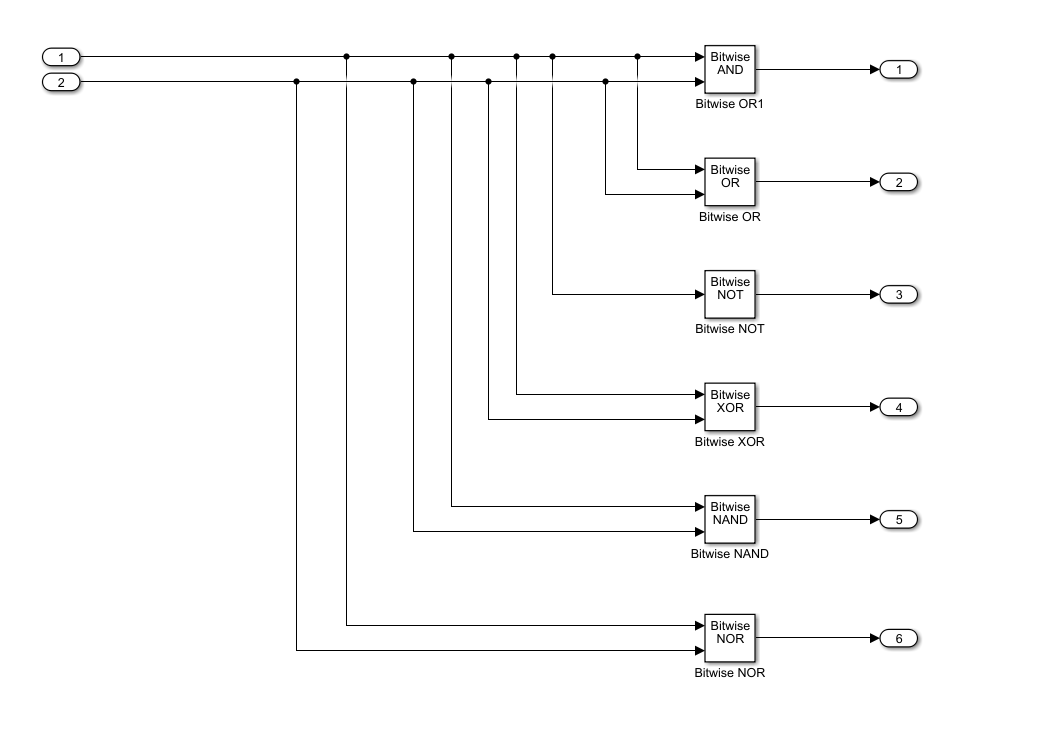 1
2
Bitwise
AND
Bitwise OR1
1
Bitwise
OR
Bitwise OR
2
Bitwise
NOT
Bitwise NOT
3
Bitwise
XOR
Bitwise XOR
4
Bitwise
NAND
Bitwise NAND
5
Bitwise
NOR
Bitwise NOR
6